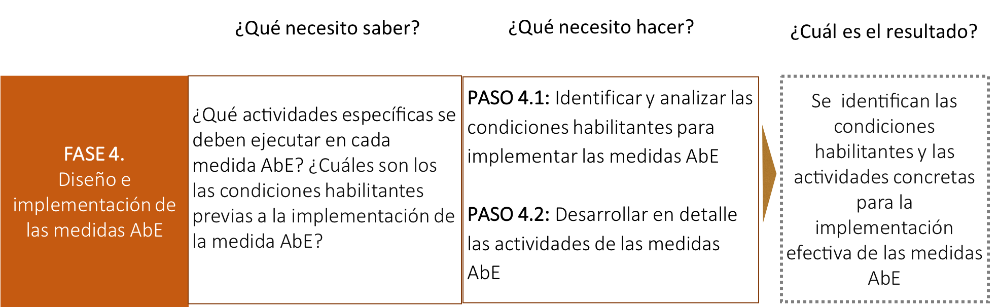 ¿Qué necesito saber?
¿Qué necesito hacer?
¿Cuál es el resultado?
FASE 4.
Diseño e
implementación de
las medidas AbE
¿Qué actividades específicas se
deben ejecutar en cada
medida AbE? ¿Cuáles son los
las condiciones habilitantes
previas a la implementación de
la medida AbE?
PASO 4.1: Identificar y analizar las
condiciones habilitantes para
implementar las medidas AbE
PASO 4.2: Desarrollar en detalle
las actividades de las medidas
AbE
Se identifican las
condiciones
habilitantes y las
actividades concretas
para la
implementación
efectiva de las medidas
AbE